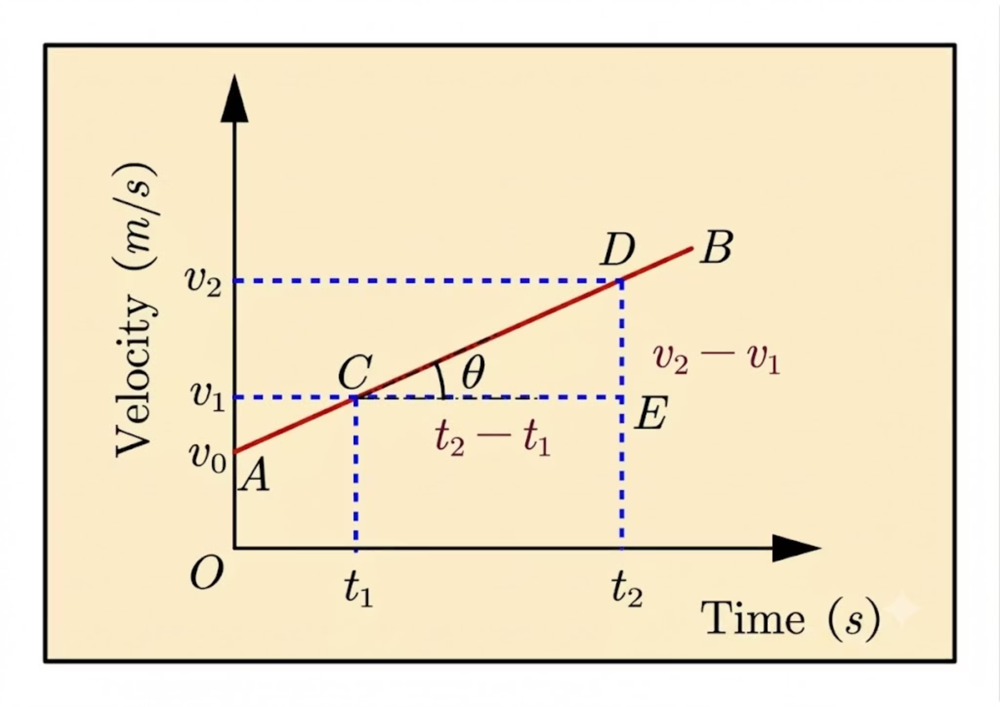 Velocity (m/s)
D
B
v₂
v₂ − v₁
C
θ
v₁
E
t₂ − t₁
v₀
A
O
t₁
t₂
Time (s)